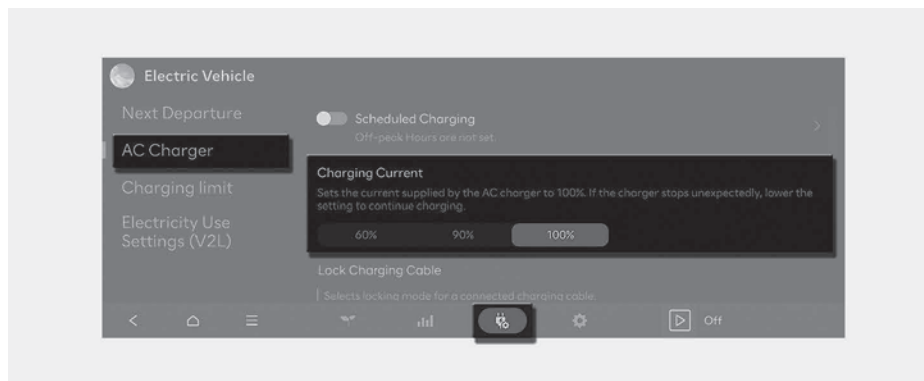 Electric Vehicle
Next Departure
Scheduled Charging
Off-peak Hours are not set.
AC Charger
Charging Current
Sets the current supplied by the AC charger to 100%. If the charger stops unexpectedly, lower the
setting to continue charging.
60% 90% 100%
Charging limit
Electricity Use
Settings (V2L)
Lock Charging Cable
Selects locking mode for a connected charging cable.
Off